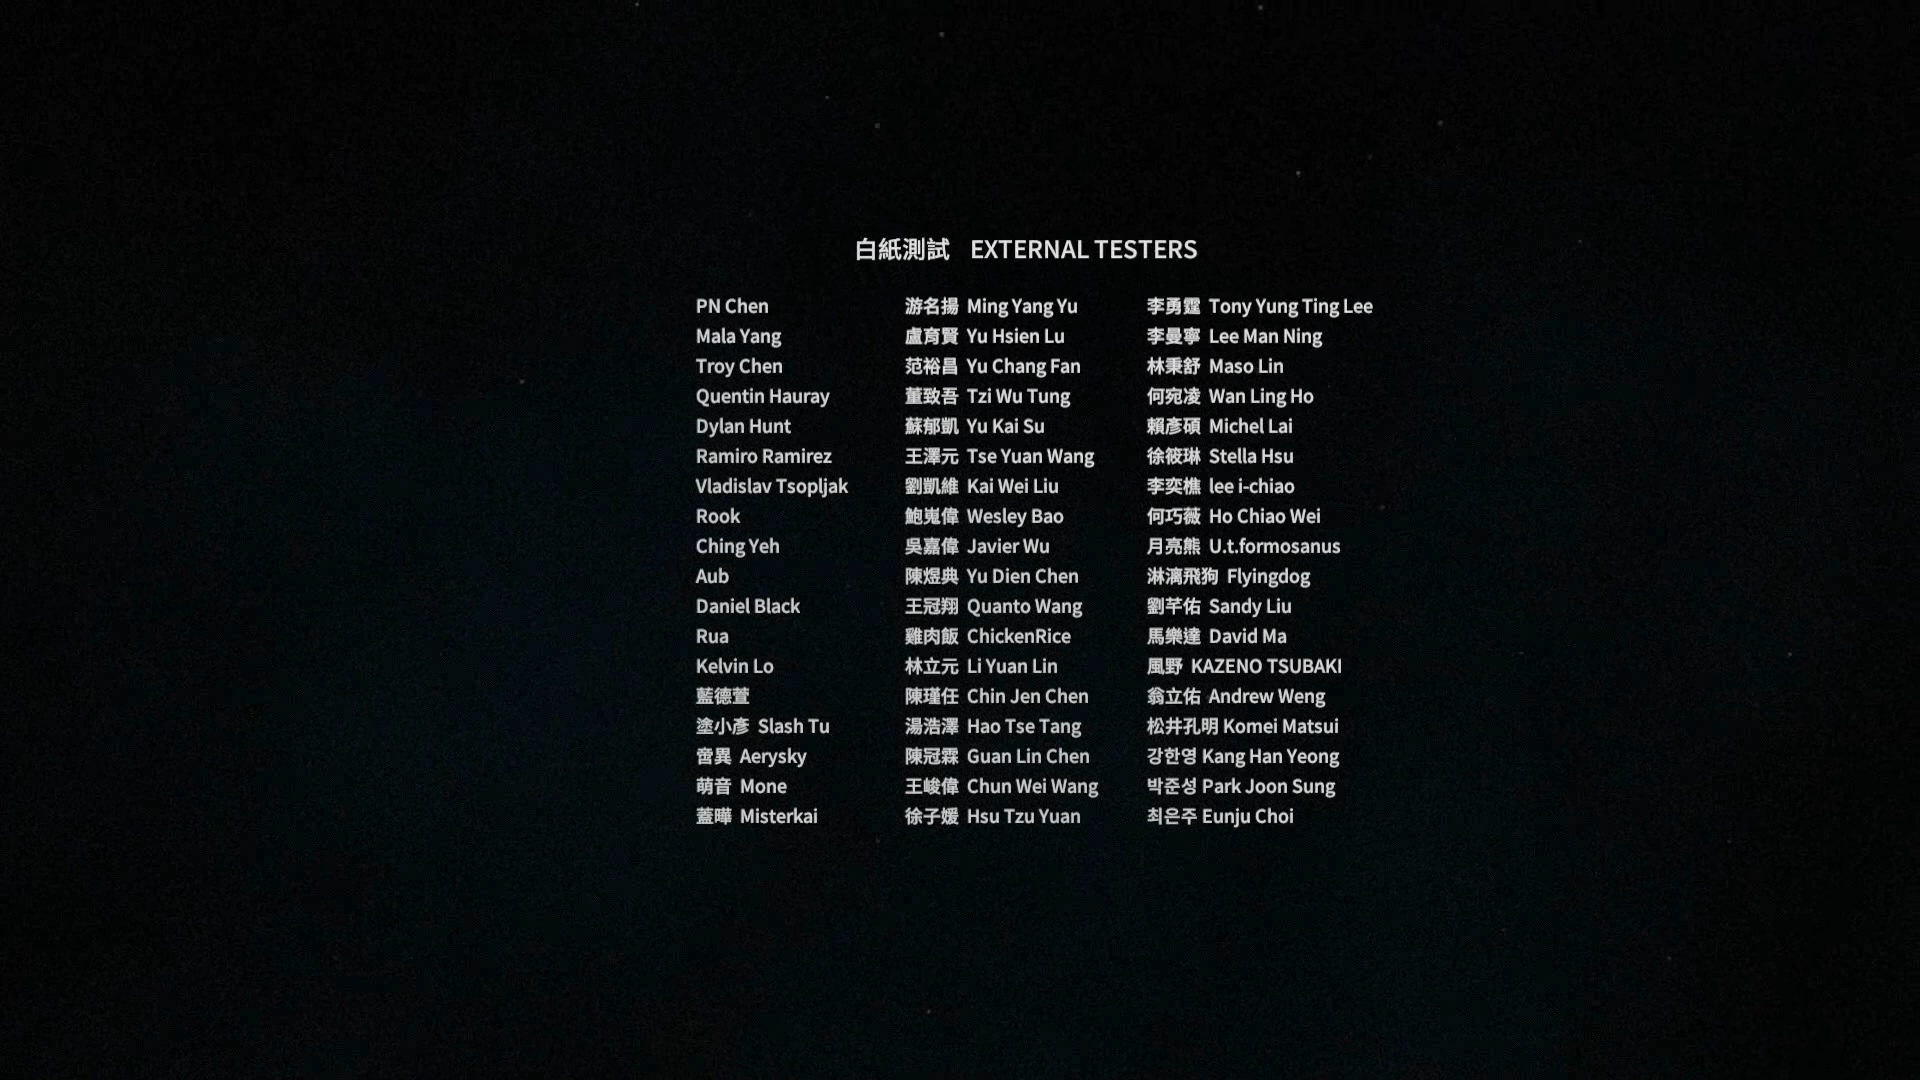 白紙測試 EXTERNAL TESTERS
PN Chen
Mala Yang
Troy Chen
Quentin Hauray
Dylan Hunt
Ramiro Ramirez
Vladislav Tsopljak
Rook
Ching Yeh
Aub
Daniel Black
Rua
Kelvin Lo
藍德萱
塗小彥 Slash Tu
啻異 Aerysky
萌音 Mone
蓋曄 Misterkai
游名揚 Ming Yang Yu
盧育賢 Yu Hsien Lu
范裕昌 Yu Chang Fan
董致吾 Tzi Wu Tung
蘇郁凱 Yu Kai Su
王澤元 Tse Yuan Wang
劉凱維 Kai Wei Liu
鮑嵬偉 Wesley Bao
吳嘉偉 Javier Wu
陳煜典 Yu Dien Chen
王冠翔 Quanto Wang
雞肉飯 ChickenRice
林立元 Li Yuan Lin
陳瑾任 Chin Jen Chen
湯浩澤 Hao Tse Tang
陳冠霖 Guan Lin Chen
王峻偉 Chun Wei Wang
徐子媛 Hsu Tzu Yuan
李勇霆 Tony Yung Ting Lee
李曼寧 Lee Man Ning
林秉舒 Maso Lin
何宛凌 Wan Ling Ho
賴彥碩 Michel Lai
徐筱琳 Stella Hsu
李奕樵 lee i-chiao
何巧薇 Ho Chiao Wei
月亮熊 U.t.formosanus
淋漓飛狗 Flyingdog
劉芊佑 Sandy Liu
馬樂達 David Ma
風野 KAZENO TSUBAKI
翁立佑 Andrew Weng
松井孔明 Komei Matsui
강한영 Kang Han Yeong
박준성 Park Joon Sung
최은주 Eunju Choi